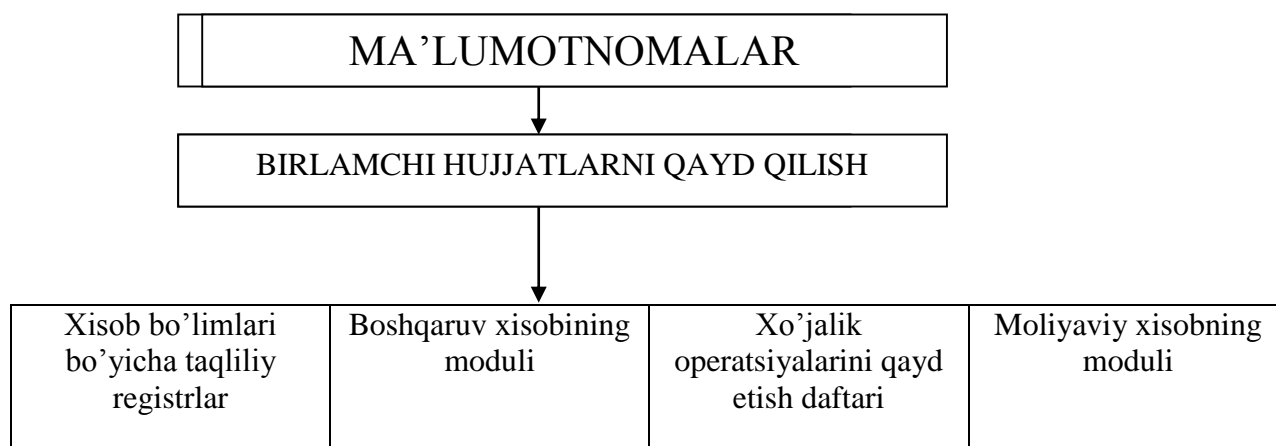 MA’LUMOTNOMALAR
BIRLAMCHI HUJJATLARNI QAYD QILISH
Xisob bo’limlari
bo’yicha taqliliy
registrlar
Boshqaruv xisobining
moduli
Xo’jalik
operatsiyalarini qayd
etish daftari
Moliyaviy xisobning
moduli